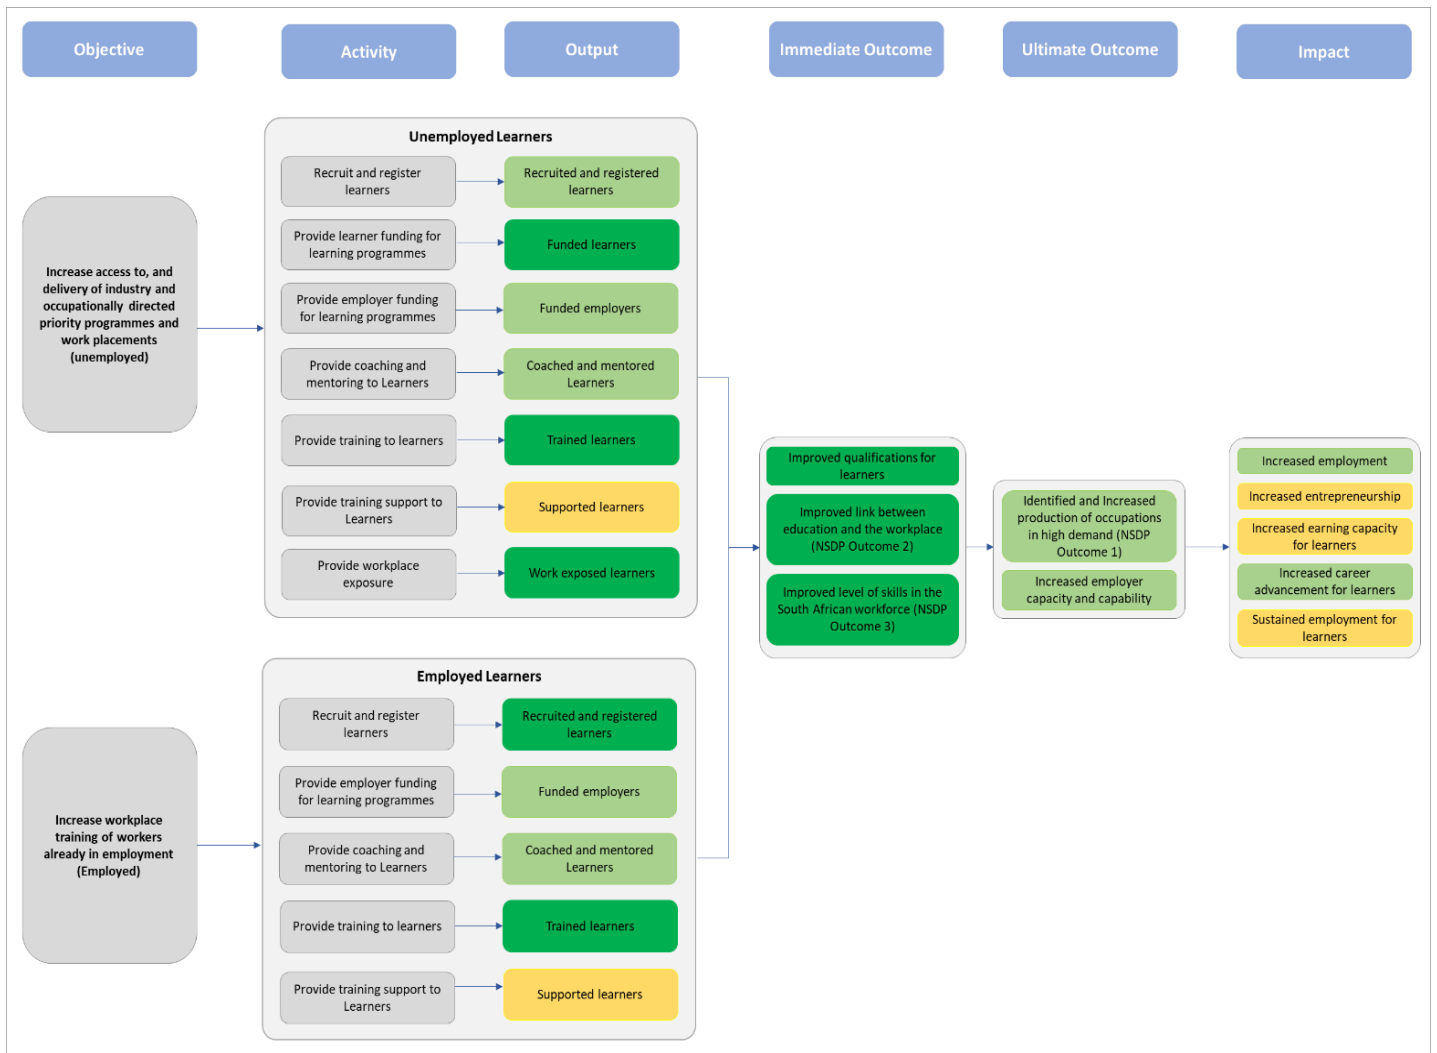 Objective
Activity
Output
Immediate Outcome
Ultimate Outcome
Impact
Increase access to, and
delivery of industry and
occupationally directed
priority programmes and
work placements
(unemployed)
Unemployed Learners
Recruit and register
learners
Recruited and registered
learners
Provide learner funding for
learning programmes
Funded learners
Provide employer funding
for learning programmes
Funded employers
Provide coaching and
mentoring to Learners
Coached and mentored
Learners
Provide training to learners
Trained learners
Provide training support to
Learners
Supported learners
Provide workplace
exposure
Work exposed learners
Increase workplace
training of workers
already in employment
(Employed)
Employed Learners
Recruit and register
learners
Recruited and registered
learners
Provide employer funding
for learning programmes
Funded employers
Provide coaching and
mentoring to Learners
Coached and mentored
Learners
Provide training to learners
Trained learners
Provide training support to
Learners
Supported learners
Improved qualifications for
learners
Improved link between
education and the workplace
(NSDP Outcome 2)
Improved level of skills in the
South African workforce (NSDP
Outcome 3)
Identified and Increased
production of occupations
in high demand (NSDP
Outcome 1)
Increased employer
capacity and capability
Increased employment
Increased entrepreneurship
Increased earning capacity
for learners
Increased career
advancement for learners
Sustained employment for
learners